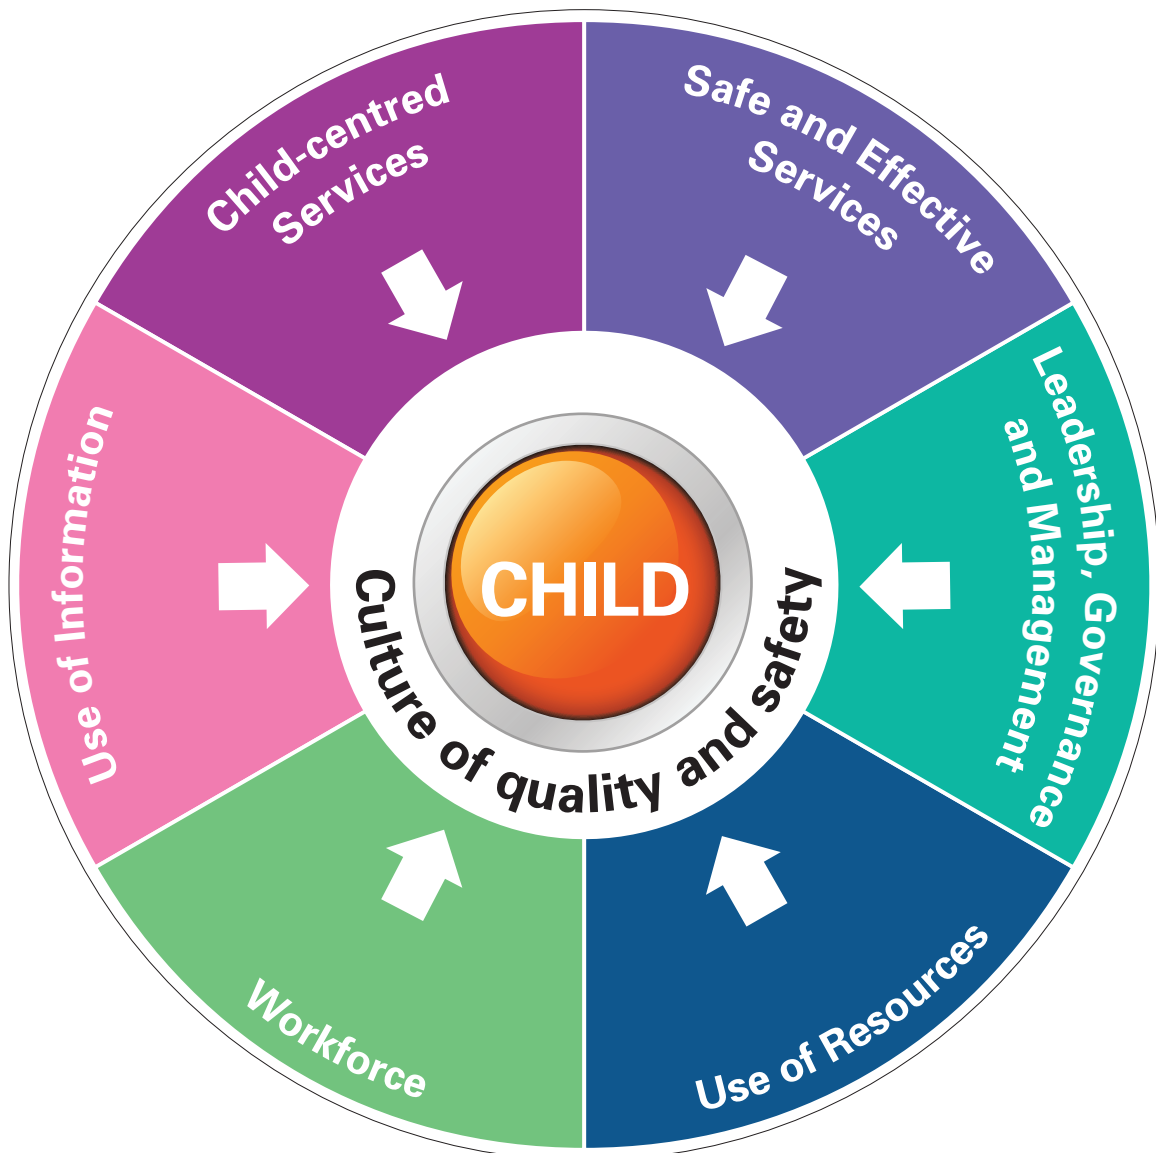 Child-centred
Services
Safe and Effective
Services
Leadership, Governance
and Management
Use of Resources
Workforce
Use of Information
CHILD
Culture of quality and safety